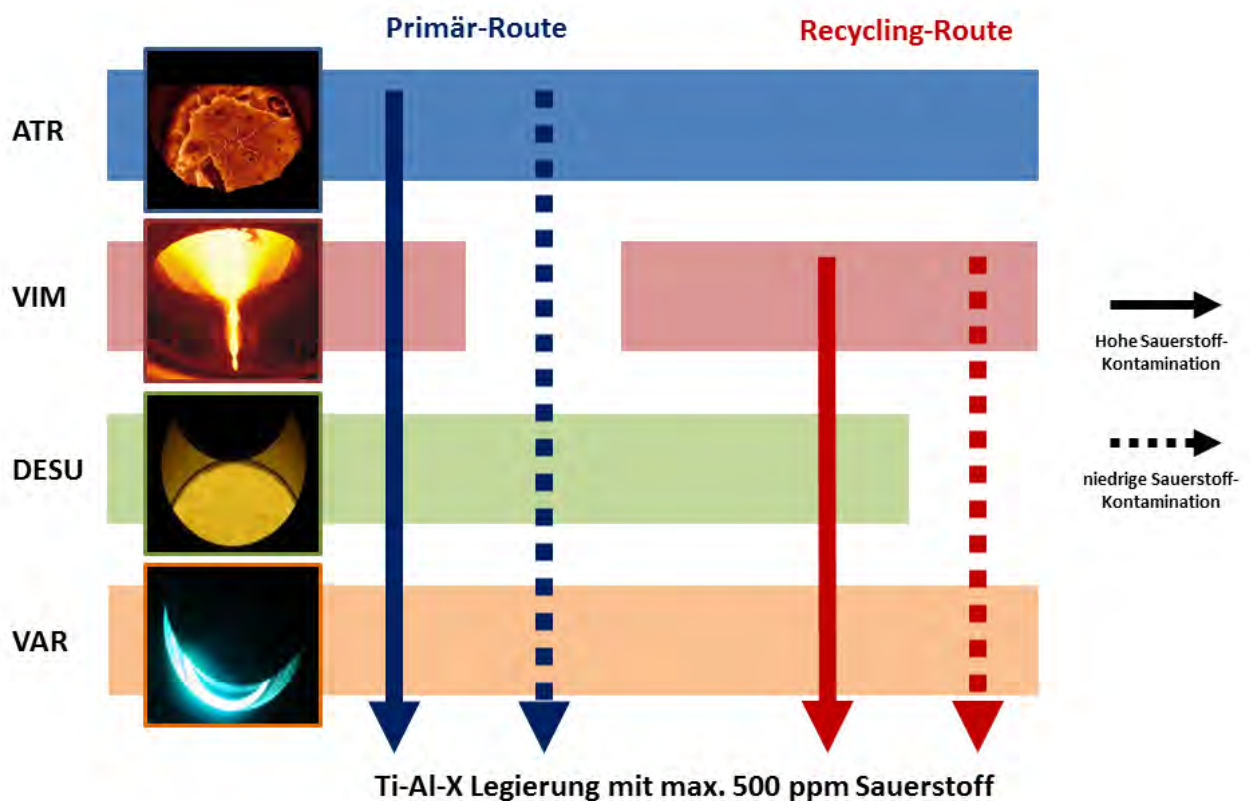 Primär-Route
Recycling-Route
ATR
VIM
Hohe Sauerstoff-
Kontamination
DESU
niedrige Sauerstoff-
Kontamination
VAR
Ti-Al-X Legierung mit max. 500 ppm Sauerstoff